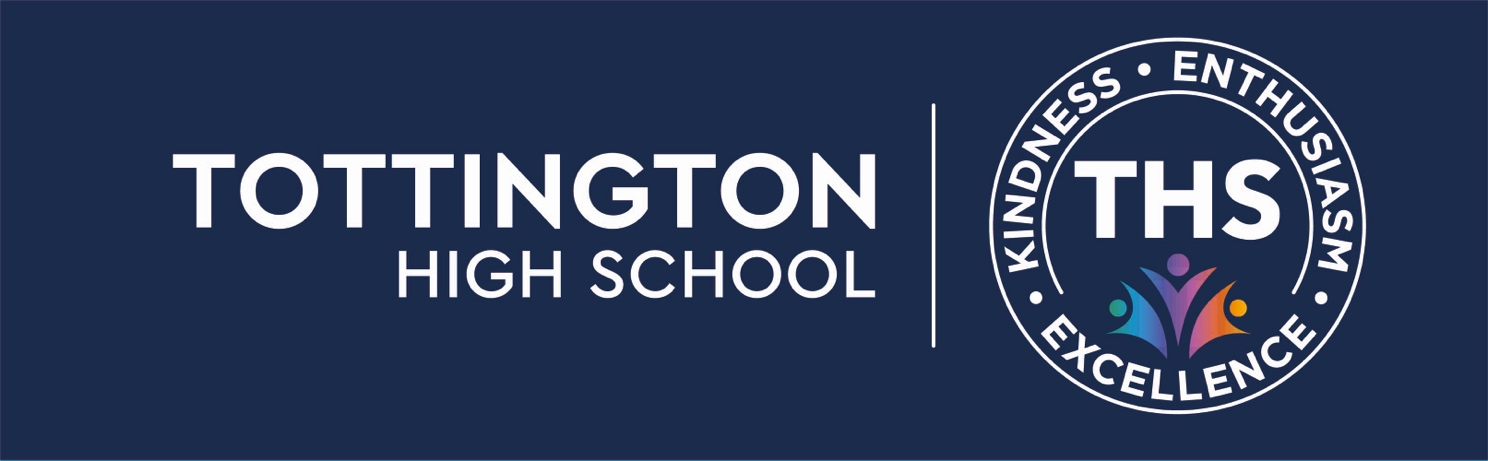 TOTTINGTON
HIGH SCHOOL
KINDNESS • ENTHUSIASM • EXCELLENCE •
THS